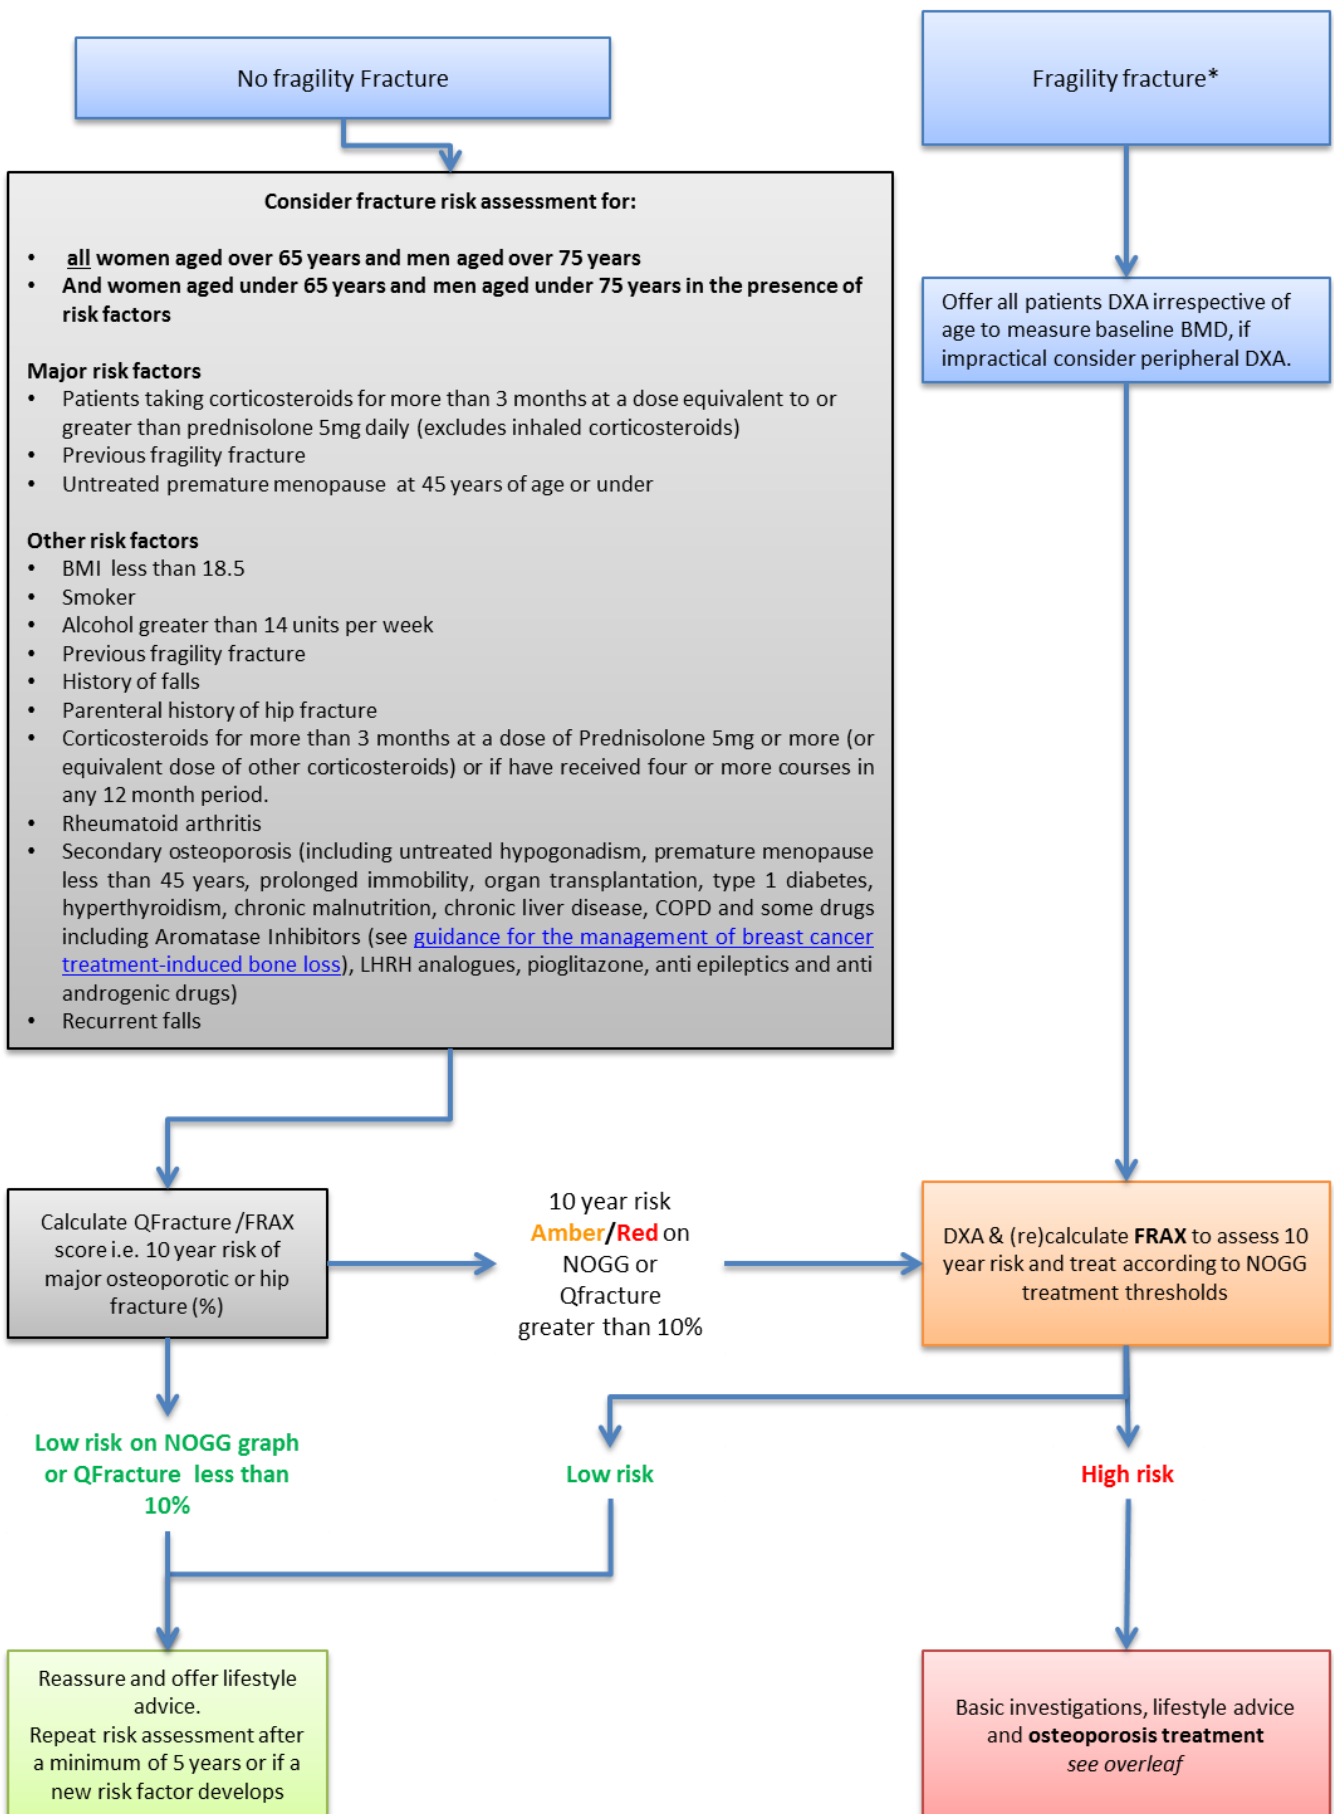 No fragility Fracture
Fragility fracture*
Consider fracture risk assessment for:
• all women aged over 65 years and men aged over 75 years
• And women aged under 65 years and men aged under 75 years in the presence of
risk factors
Major risk factors
• Patients taking corticosteroids for more than 3 months at a dose equivalent to or
greater than prednisolone 5mg daily (excludes inhaled corticosteroids)
• Previous fragility fracture
• Untreated premature menopause at 45 years of age or under
Other risk factors
• BMI less than 18.5
• Smoker
• Alcohol greater than 14 units per week
• Previous fragility fracture
• History of falls
• Parenteral history of hip fracture
• Corticosteroids for more than 3 months at a dose of Prednisolone 5mg or more (or
equivalent dose of other corticosteroids) or if have received four or more courses in
any 12 month period.
• Rheumatoid arthritis
• Secondary osteoporosis (including untreated hypogonadism, premature menopause
less than 45 years, prolonged immobility, organ transplantation, type 1 diabetes,
hyperthyroidism, chronic malnutrition, chronic liver disease, COPD and some drugs
including Aromatase Inhibitors (see guidance for the management of breast cancer
treatment-induced bone loss), LHRH analogues, pioglitazone, anti epileptics and anti
androgenic drugs)
• Recurrent falls
Offer all patients DXA irrespective of
age to measure baseline BMD, if
impractical consider peripheral DXA.
Calculate QFracture /FRAX
score i.e. 10 year risk of
major osteoporotic or hip
fracture (%)
10 year risk
Amber/Red on
NOGG or
Qfracture
greater than 10%
DXA & (re)calculate FRAX to assess 10
year risk and treat according to NOGG
treatment thresholds
Low risk on NOGG graph
or QFracture less than
10%
Low risk
High risk
Reassure and offer lifestyle
advice.
Repeat risk assessment after
a minimum of 5 years or if a
new risk factor develops
Basic investigations, lifestyle advice
and osteoporosis treatment
see overleaf